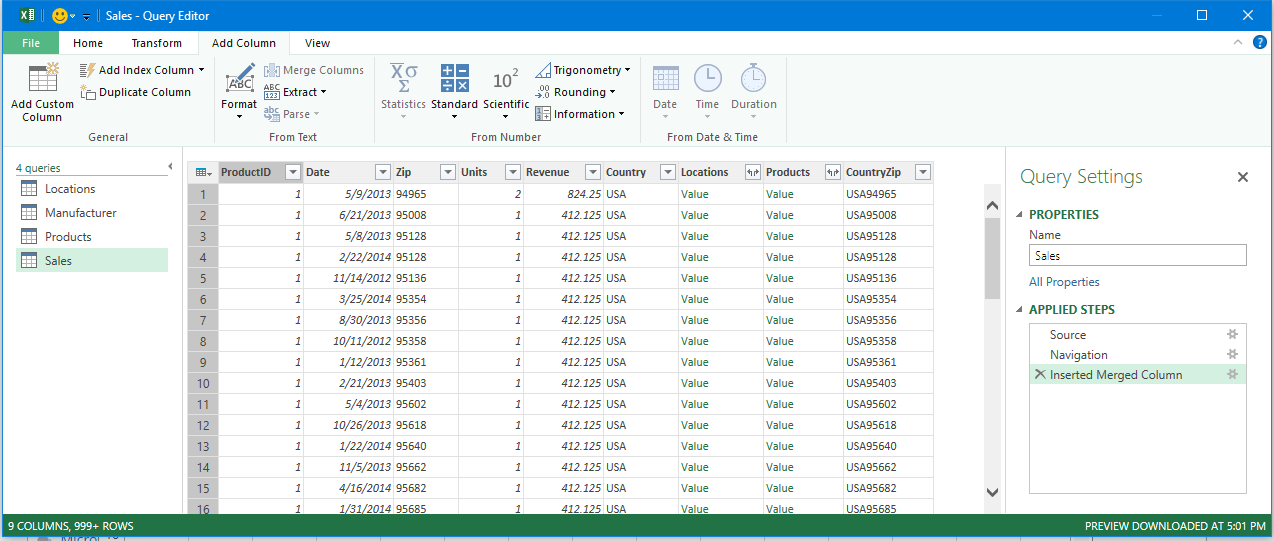 Sales - Query Editor
File Home Transform Add Column View
Add Custom Column
Add Index Column
Duplicate Column
General
ABC
Format
Merge Columns
ABC 123 Extract
abc Parse
From Text
Statistics
Standard
10² Scientific
Trigonometry
.00 Rounding
Information
From Number
Date
Time
Duration
From Date & Time
4 queries
Locations
Manufacturer
Products
Sales
ProductID Date Zip Units Revenue Country Locations Products CountryZip
1 1 5/9/2013 94965 2 824.25 USA Value Value USA94965
2 1 6/21/2013 95008 1 412.125 USA Value Value USA95008
3 1 5/8/2013 95128 1 412.125 USA Value Value USA95128
4 1 2/22/2014 95128 1 412.125 USA Value Value USA95128
5 1 11/14/2012 95136 1 412.125 USA Value Value USA95136
6 1 3/25/2014 95354 1 412.125 USA Value Value USA95354
7 1 8/30/2013 95356 1 412.125 USA Value Value USA95356
8 1 10/11/2012 95358 1 412.125 USA Value Value USA95358
9 1 1/12/2013 95361 1 412.125 USA Value Value USA95361
10 1 2/21/2013 95403 1 412.125 USA Value Value USA95403
11 1 5/4/2013 95602 1 412.125 USA Value Value USA95602
12 1 10/26/2013 95618 1 412.125 USA Value Value USA95618
13 1 1/22/2014 95640 1 412.125 USA Value Value USA95640
14 1 11/5/2013 95662 1 412.125 USA Value Value USA95662
15 1 4/16/2014 95682 1 412.125 USA Value Value USA95682
16 1 1/31/2014 95685 1 412.125 USA Value Value USA95685
Query Settings
PROPERTIES
Name
Sales
All Properties
APPLIED STEPS
Source
Navigation
Inserted Merged Column
9 COLUMNS, 999+ ROWS
PREVIEW DOWNLOADED AT 5:01 PM